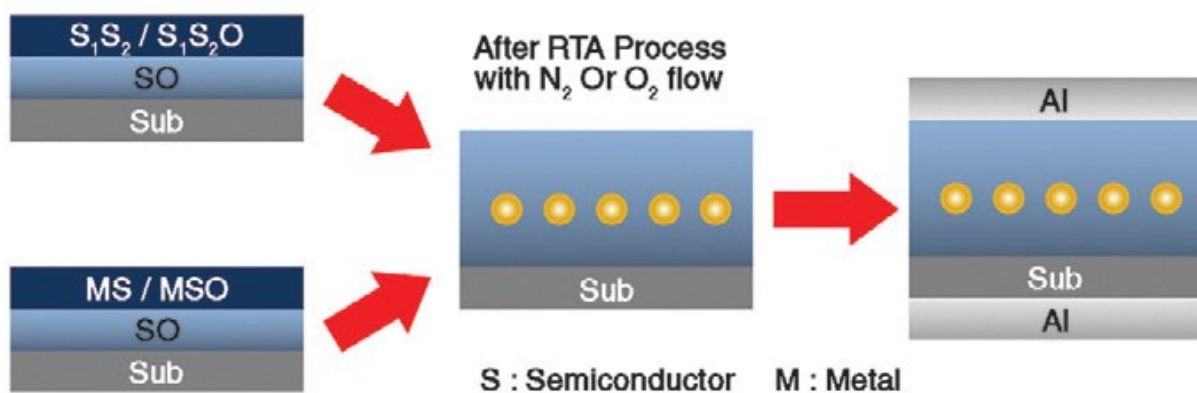 S₁S₂ / S₁S₂O
SO
Sub
MS / MSO
SO
Sub
After RTA Process
with N₂ Or O₂ flow
Sub
Al
Sub
Al
S : Semiconductor M : Metal